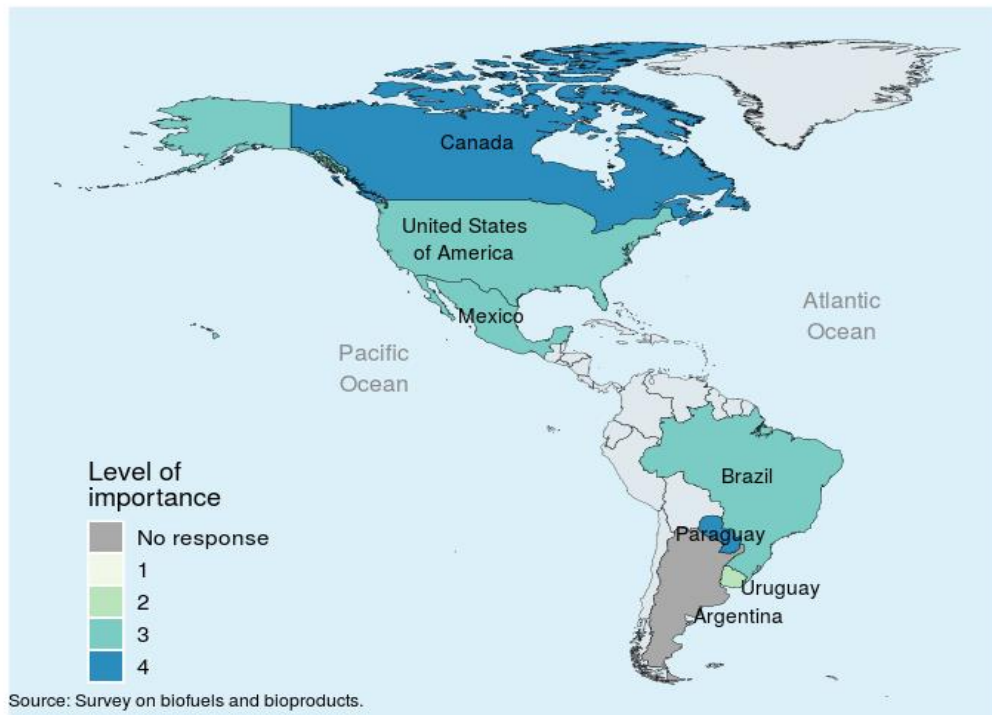 Canada
United States
of America
Mexico
Atlantic
Ocean
Pacific
Ocean
Brazil
Paraguay
Uruguay
Argentina
Level of
importance
No response
1
2
3
4
Source: Survey on biofuels and bioproducts.